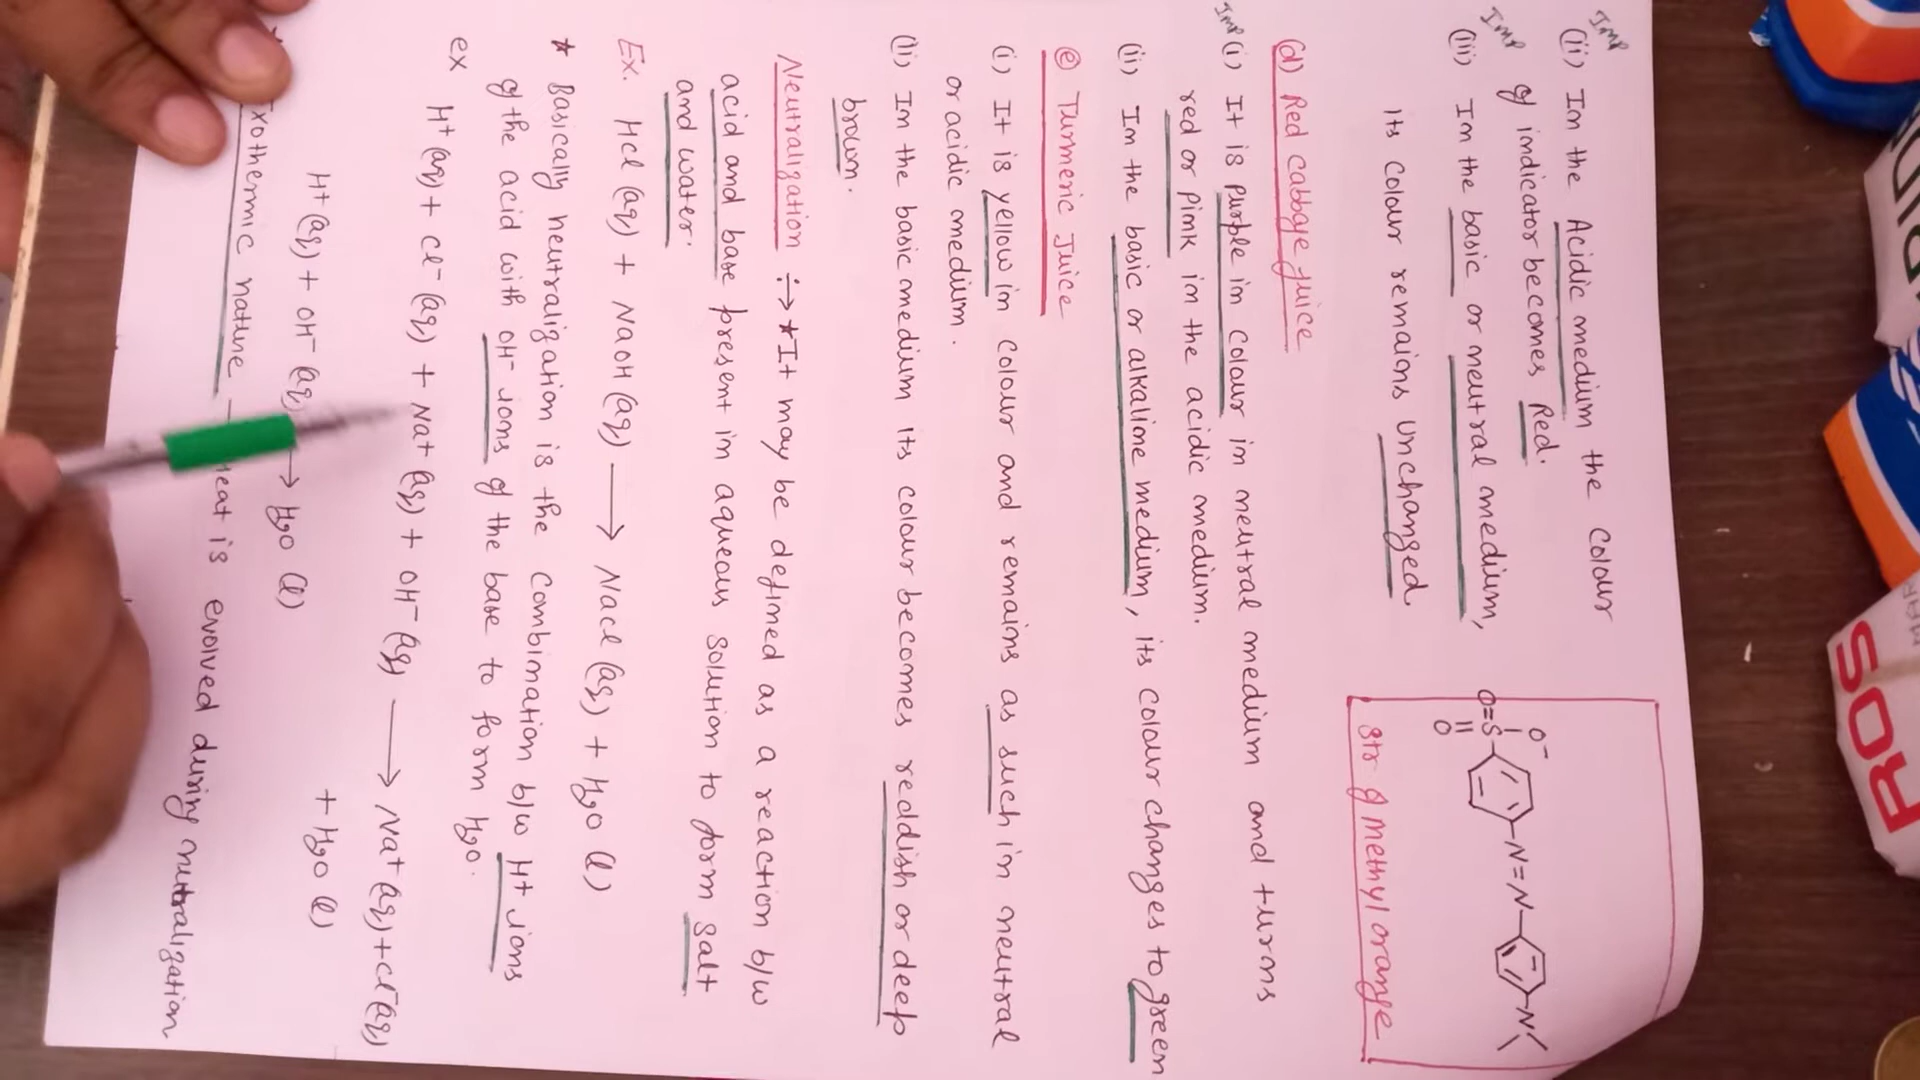 Imp
(ii) In the Acidic medium the colour
of indicator becomes Red.
Imp
(iii) In the basic or neutral medium,
its colour remaions unchanged
O⁻
O=S
O
N=N
N
Str of methyl orange
(d) Red cabbage juice
Imp (i) It is purple in colour in neutral medium and turns
red or pink in the acidic medium.
(ii) In the basic or alkaline medium, its colour changes to green
(e) Turmeric Juice
(i) It is yellow in colour and remains as such in neutral
or acidic medium.
(ii) In the basic medium its colour becomes reddish or deep
brown.
Neutralization ÷→ * It may be defined as a reaction b/w
acid and base present in aqueous solution to form salt
and water.
Ex. HCl (aq) + NaOH (aq) ⟶ NaCl (aq) + H2O (l)
* Basically neutralization is the combination b/w H+ ions
of the acid with OH⁻ ions of the base to form H2O.
ex
H+ (aq) + Cl⁻ (aq) + Na+ (aq) + OH⁻ (aq) ⟶ Na+ (aq) + Cl⁻ (aq)
+ H2O (l)
H+ (aq) + OH⁻ (aq) → H2O (l)
xothermic nature eat is evolved during nutralization
ROS